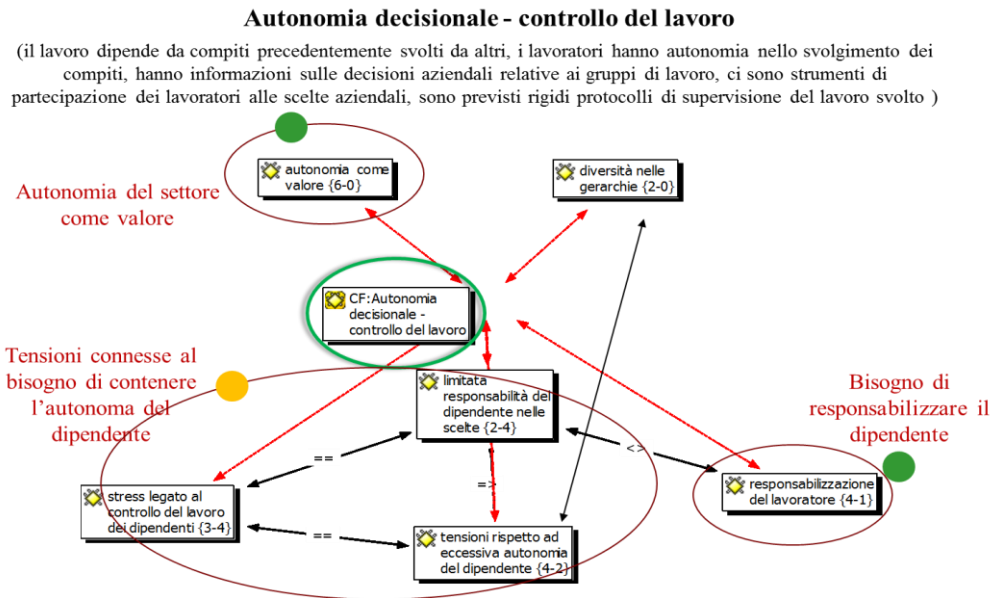 Autonomia decisionale - controllo del lavoro
(il lavoro dipende da compiti precedentemente svolti da altri, i lavoratori hanno autonomia nello svolgimento dei
compiti, hanno informazioni sulle decisioni aziendali relative ai gruppi di lavoro, ci sono strumenti di
partecipazione dei lavoratori alle scelte aziendali, sono previsti rigidi protocolli di supervisione del lavoro svolto )
autonomia come
valore {6-0}
diversità nelle
gerarchie {2-0}
Autonomia del settore
come valore
CF:Autonomia
decisionale -
controllo del lavoro
Tensioni connesse al
bisogno di contenere
l'autonoma del
dipendente
limitata
responsabilità del
dipendente nelle
scelte {2-4}
Bisogno di
responsabilizzare il
dipendente
==
<>
=>
stress legato al
controllo del lavoro
dei dipendenti {3-4}
responsabilizzazione
del lavoratore {4-1}
==
tensioni rispetto ad
eccessiva autonomia
del dipendente {4-2}